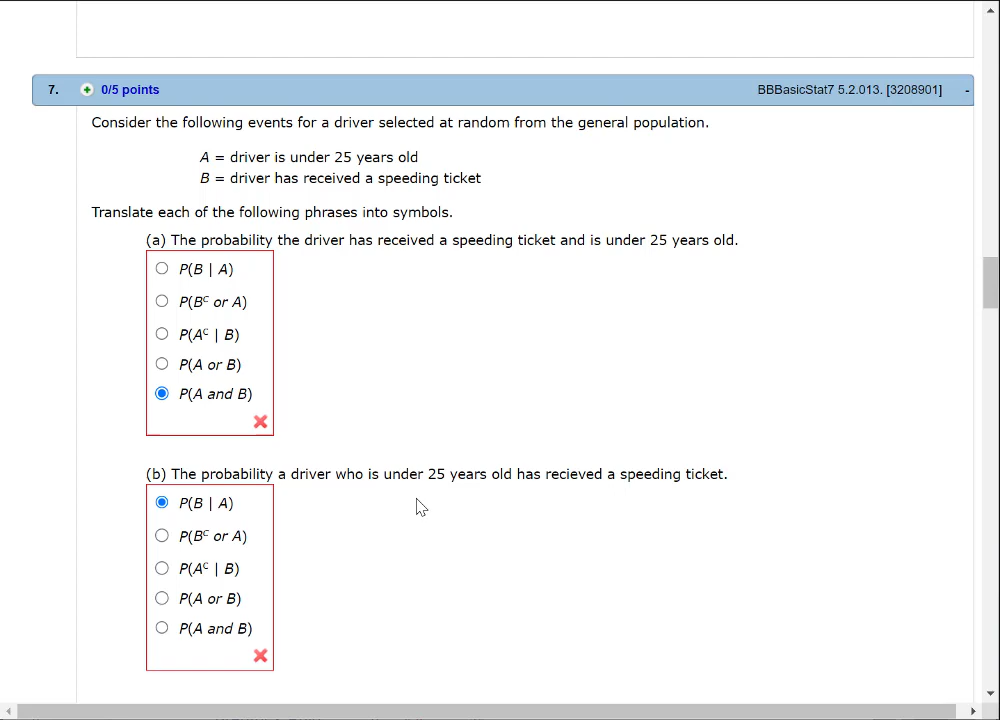 7. 0/5 points BBBasicStat7 5.2.013. [3208901] -
Consider the following events for a driver selected at random from the general population.
A = driver is under 25 years old
B = driver has received a speeding ticket
Translate each of the following phrases into symbols.
(a) The probability the driver has received a speeding ticket and is under 25 years old.
P(B | A)
P(Bᶜ or A)
P(Aᶜ | B)
P(A or B)
P(A and B)
(b) The probability a driver who is under 25 years old has recieved a speeding ticket.
P(B | A)
P(Bᶜ or A)
P(Aᶜ | B)
P(A or B)
P(A and B)